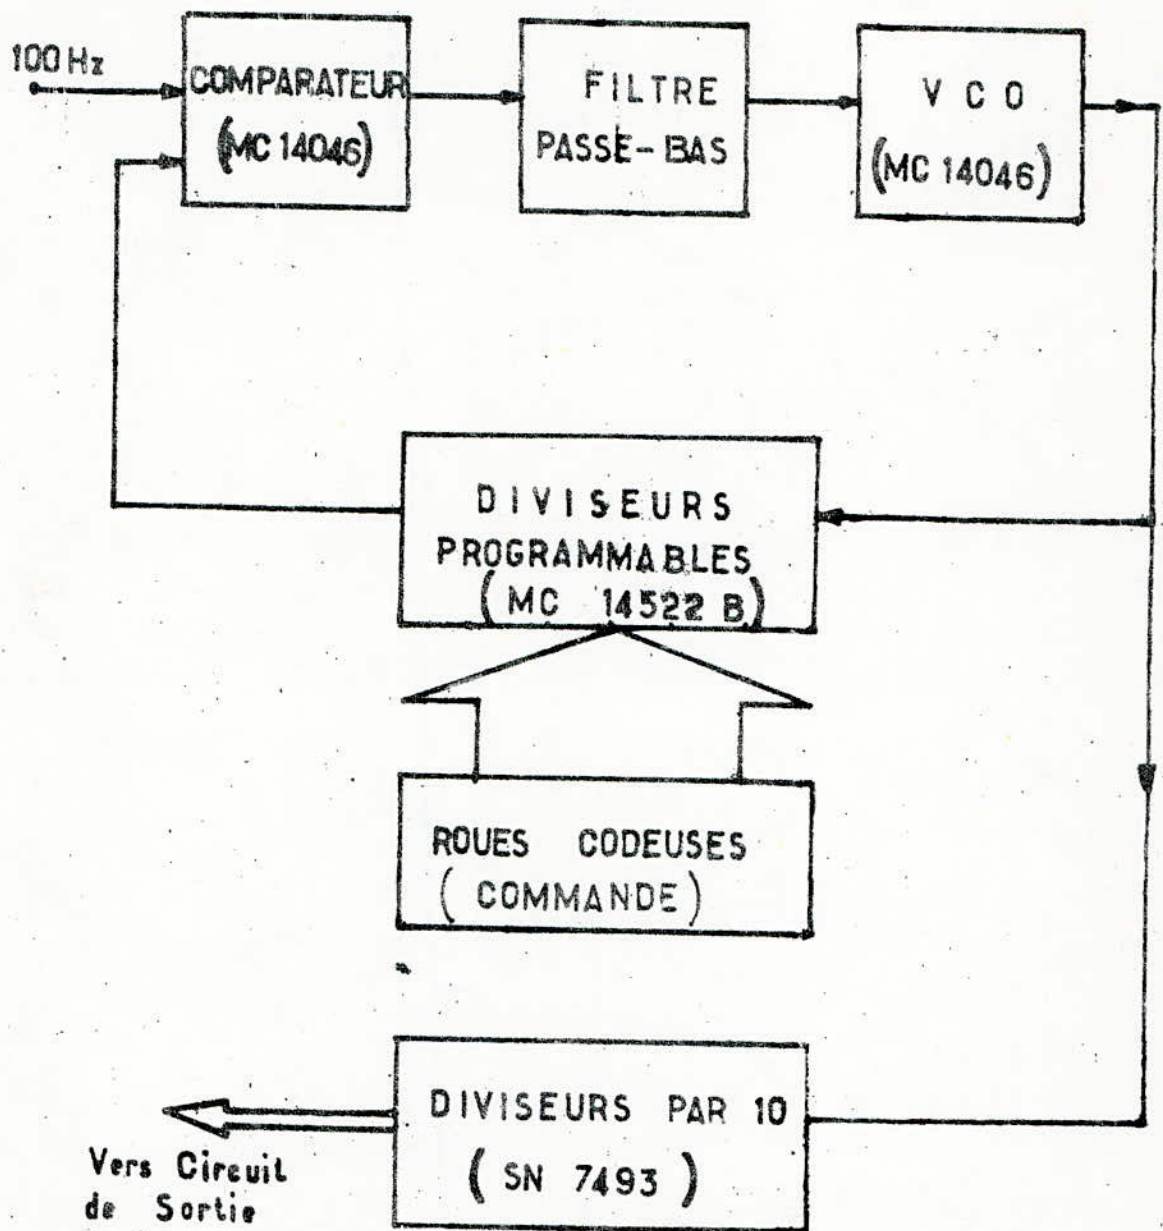 100 Hz
COMPARATEUR
(MC 14046)
FILTRE
PASSE-BAS
V C O
(MC 14046)
DIVISEURS
PROGRAMMABLES
(MC 14522 B)
ROUES CODEUSES
(COMMANDE)
DIVISEURS PAR 10
(SN 7493)
Vers Circuit
de Sortie